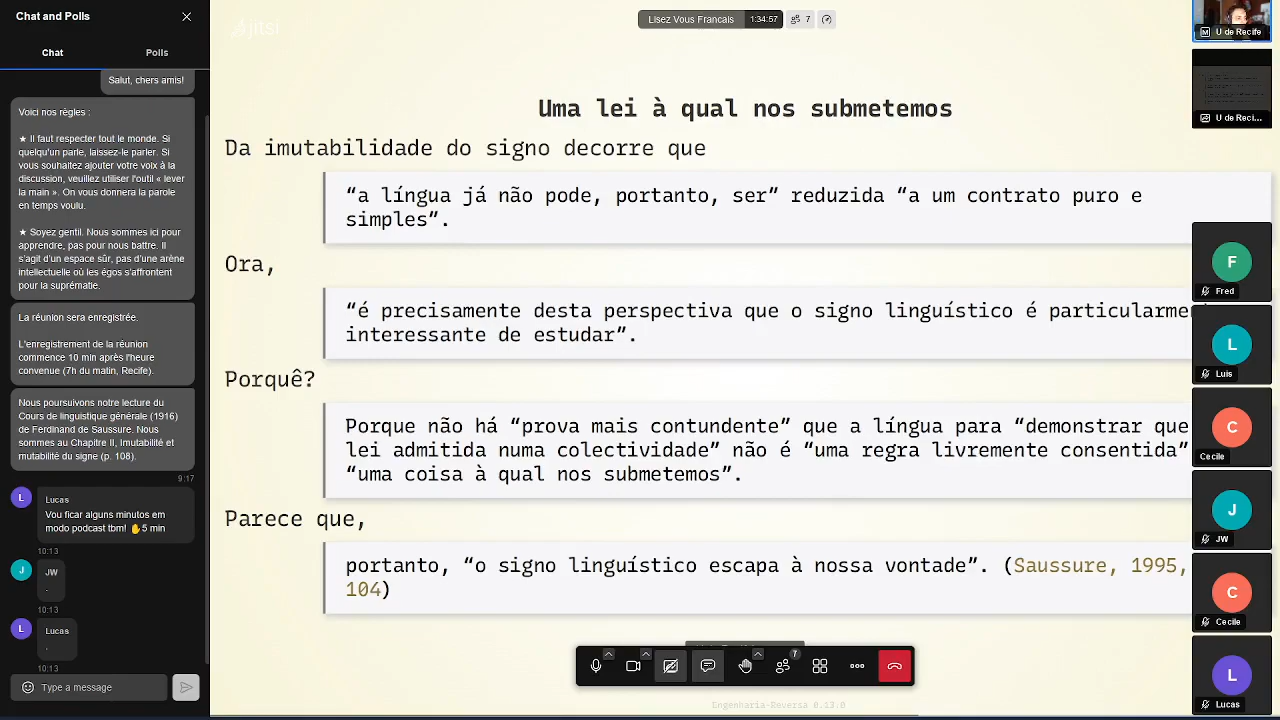 Chat and Polls
Chat
Polls
Salut, chers amis!
Voici nos règles :
★ Il faut respecter tout le monde. Si
quelqu'un parle, laissez-le parler. Si
vous souhaitez ajouter votre voix à la
discussion, veuillez utiliser l'outil « lever
la main ». On vous donnera la parole
en temps voulu.
★ Soyez gentil. Nous sommes ici pour
apprendre, pas pour nous battre. Il
s'agit d'un espace sûr, pas d'une arène
intellectuelle où les égos s'affrontent
pour la suprématie.
La réunion sera enregistrée.
L'enregistrement de la réunion
commence 10 min après l'heure
convenue (7h du matin, Recife).
Nous poursuivons notre lecture du
Cours de linguistique générale (1916)
de Ferdinand de Saussure. Nous
sommes au Chapitre II, Imutabilité et
mutabilité du signe (p. 108).
9:17
L
Lucas
Vou ficar alguns minutos em
modo podcast tbm! ✋5 min
10:13
J
JW
.
10:13
L
Lucas
.
10:13
Type a message
jitsi
Lisez Vous Francais
1:34:57
7
Uma lei à qual nos submetemos
Da imutabilidade do signo decorre que
“a língua já não pode, portanto, ser” reduzida “a um contrato puro e
simples”.
Ora,
“é precisamente desta perspectiva que o signo linguístico é particularme
interessante de estudar”.
Porquê?
Porque não há “prova mais contundente” que a língua para “demonstrar que
lei admitida numa colectividade” não é “uma regra livremente consentida”
“uma coisa à qual nos submetemos”.
Parece que,
portanto, “o signo linguístico escapa à nossa vontade”. (Saussure, 1995,
104)
7
Engenharia-Reversa 0.13.0
M
U de Recife
U de Reci...
F
Fred
L
Luis
C
Cecile
J
JW
C
Cecile
L
Lucas